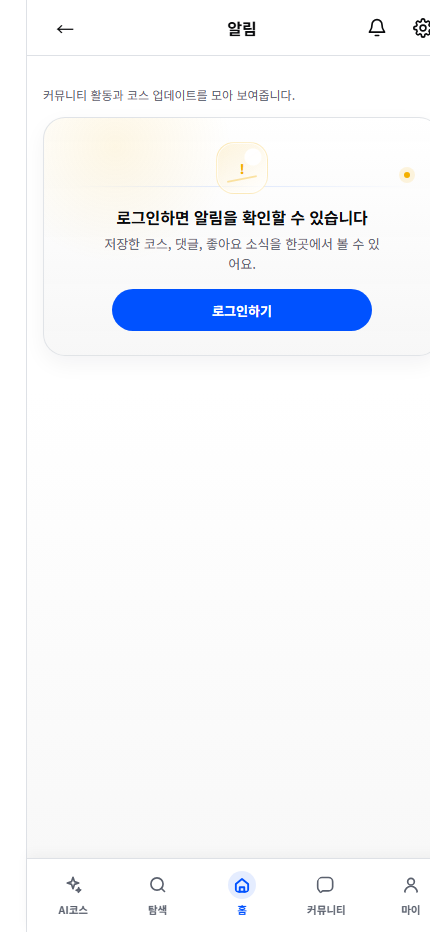 알림
커뮤니티 활동과 코스 업데이트를 모아 보여줍니다.
!
로그인하면 알림을 확인할 수 있습니다
저장한 코스, 댓글, 좋아요 소식을 한곳에서 볼 수 있
어요.
로그인하기
AI코스
탐색
홈
커뮤니티
마이